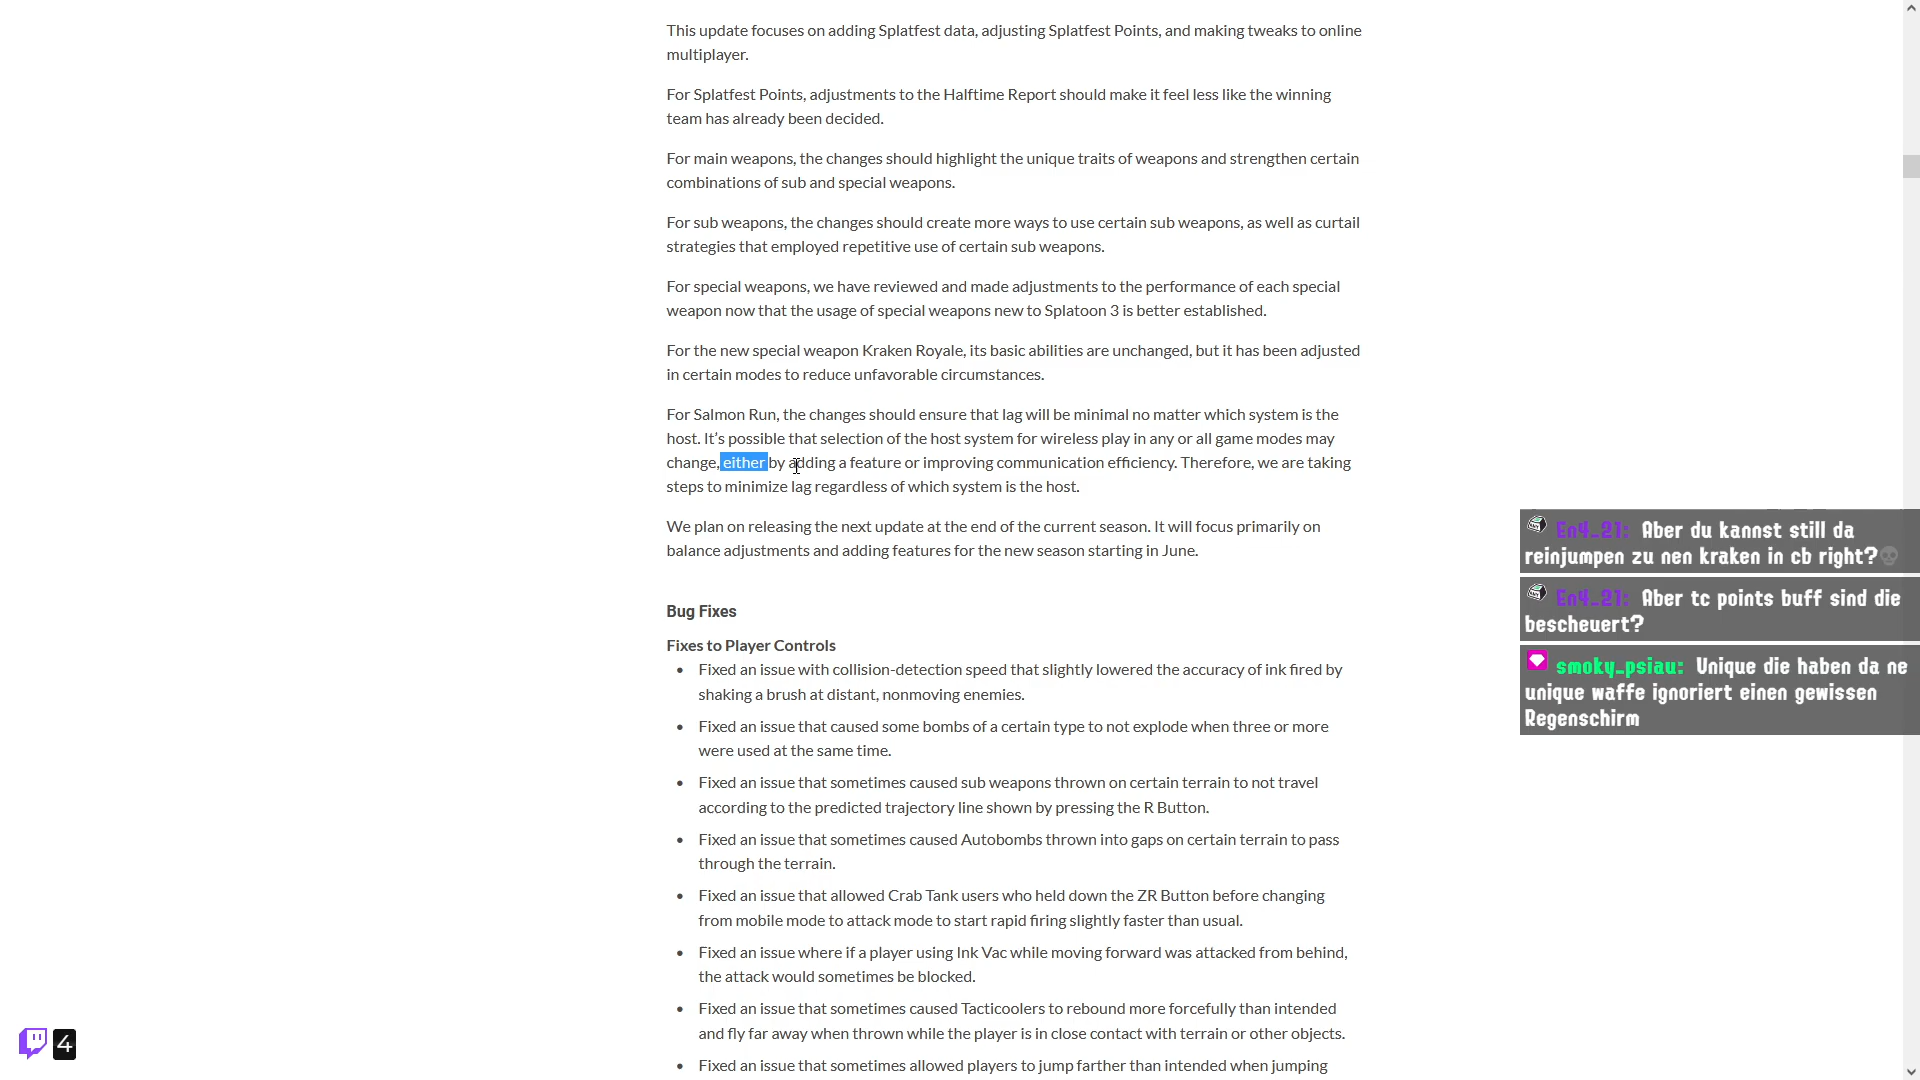 This update focuses on adding Splatfest data, adjusting Splatfest Points, and making tweaks to online
multiplayer.
For Splatfest Points, adjustments to the Halftime Report should make it feel less like the winning
team has already been decided.
For main weapons, the changes should highlight the unique traits of weapons and strengthen certain
combinations of sub and special weapons.
For sub weapons, the changes should create more ways to use certain sub weapons, as well as curtail
strategies that employed repetitive use of certain sub weapons.
For special weapons, we have reviewed and made adjustments to the performance of each special
weapon now that the usage of special weapons new to Splatoon 3 is better established.
For the new special weapon Kraken Royale, its basic abilities are unchanged, but it has been adjusted
in certain modes to reduce unfavorable circumstances.
For Salmon Run, the changes should ensure that lag will be minimal no matter which system is the
host. It’s possible that selection of the host system for wireless play in any or all game modes may
change, either by adding a feature or improving communication efficiency. Therefore, we are taking
steps to minimize lag regardless of which system is the host.
We plan on releasing the next update at the end of the current season. It will focus primarily on
balance adjustments and adding features for the new season starting in June.
Bug Fixes
Fixes to Player Controls
• Fixed an issue with collision-detection speed that slightly lowered the accuracy of ink fired by
shaking a brush at distant, nonmoving enemies.
• Fixed an issue that caused some bombs of a certain type to not explode when three or more
were used at the same time.
• Fixed an issue that sometimes caused sub weapons thrown on certain terrain to not travel
according to the predicted trajectory line shown by pressing the R Button.
• Fixed an issue that sometimes caused Autobombs thrown into gaps on certain terrain to pass
through the terrain.
• Fixed an issue that allowed Crab Tank users who held down the ZR Button before changing
from mobile mode to attack mode to start rapid firing slightly faster than usual.
• Fixed an issue where if a player using Ink Vac while moving forward was attacked from behind,
the attack would sometimes be blocked.
• Fixed an issue that sometimes caused Tacticoolers to rebound more forcefully than intended
and fly far away when thrown while the player is in close contact with terrain or other objects.
• Fixed an issue that sometimes allowed players to jump farther than intended when jumping
En4_21: Aber du kannst still da
reinjumpen zu nen kraken in cb right?
En4_21: Aber tc points buff sind die
bescheuert?
smoky_psiau: Unique die haben da ne
unique waffe ignoriert einen gewissen
Regenschirm
4